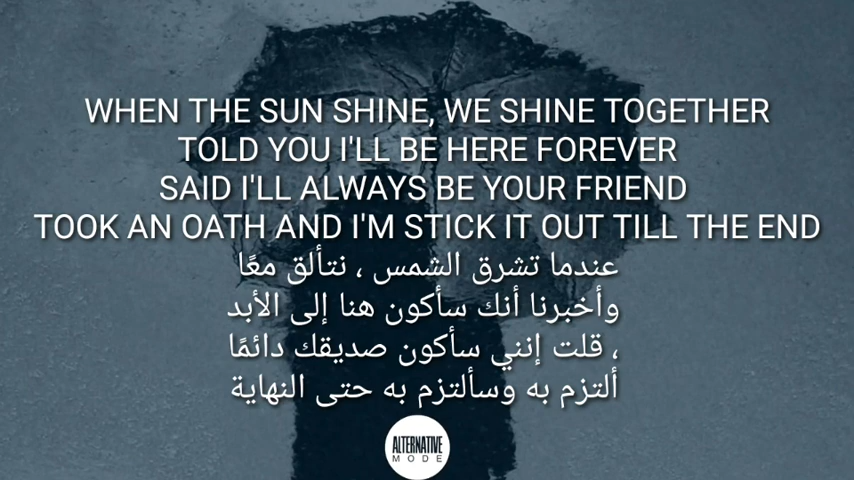 WHEN THE SUN SHINE, WE SHINE TOGETHER
TOLD YOU I'LL BE HERE FOREVER
SAID I'LL ALWAYS BE YOUR FRIEND
TOOK AN OATH AND I'M STICK IT OUT TILL THE END
عندما تشرق الشمس ، نتألق معًا
وأخبرنا أنك سأكون هنا إلى الأبد
، قلت إنني سأكون صديقك دائمًا
ألتزم به وسألتزم به حتى النهاية
ALTERNATIVE
MODE